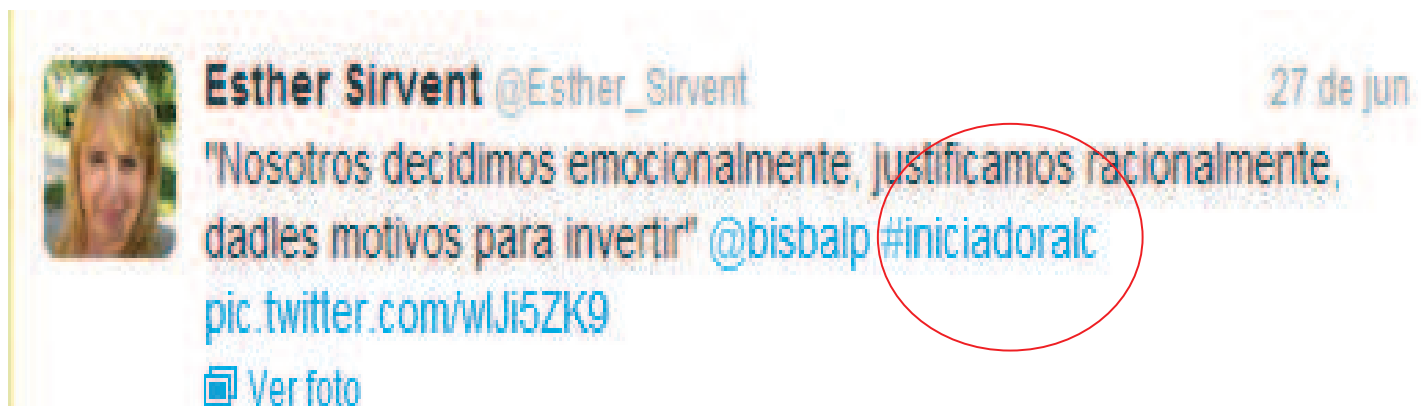 Esther Sirvent @Esther_Sirvent 27 de jun
"Nosotros decidimos emocionalmente, justificamos racionalmente,
dadles motivos para invertir" @bisbalp #iniciadoralc
pic.twitter.com/wlJi5ZK9
Ver foto